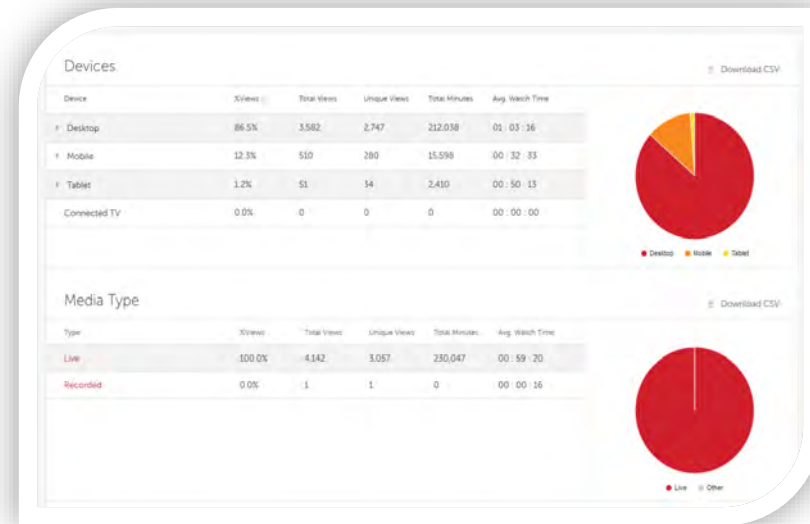 Devices
Download CSV
Device %Views Total Views Unique Views Total Minutes Avg. Watch Time
Desktop 86.5% 3,582 2,747 212,038 01 : 03 : 16
Mobile 12.3% 510 280 15,598 00 : 32 : 33
Tablet 1.2% 51 34 2,410 00 : 50 : 13
Connected TV 0.0% 0 0 0 00 : 00 : 00
Desktop Mobile Tablet
Media Type
Download CSV
Type %Views Total Views Unique Views Total Minutes Avg. Watch Time
Live 100.0% 4,142 3,057 230,047 00 : 59 : 20
Recorded 0.0% 1 1 0 00 : 00 : 16
Live Other